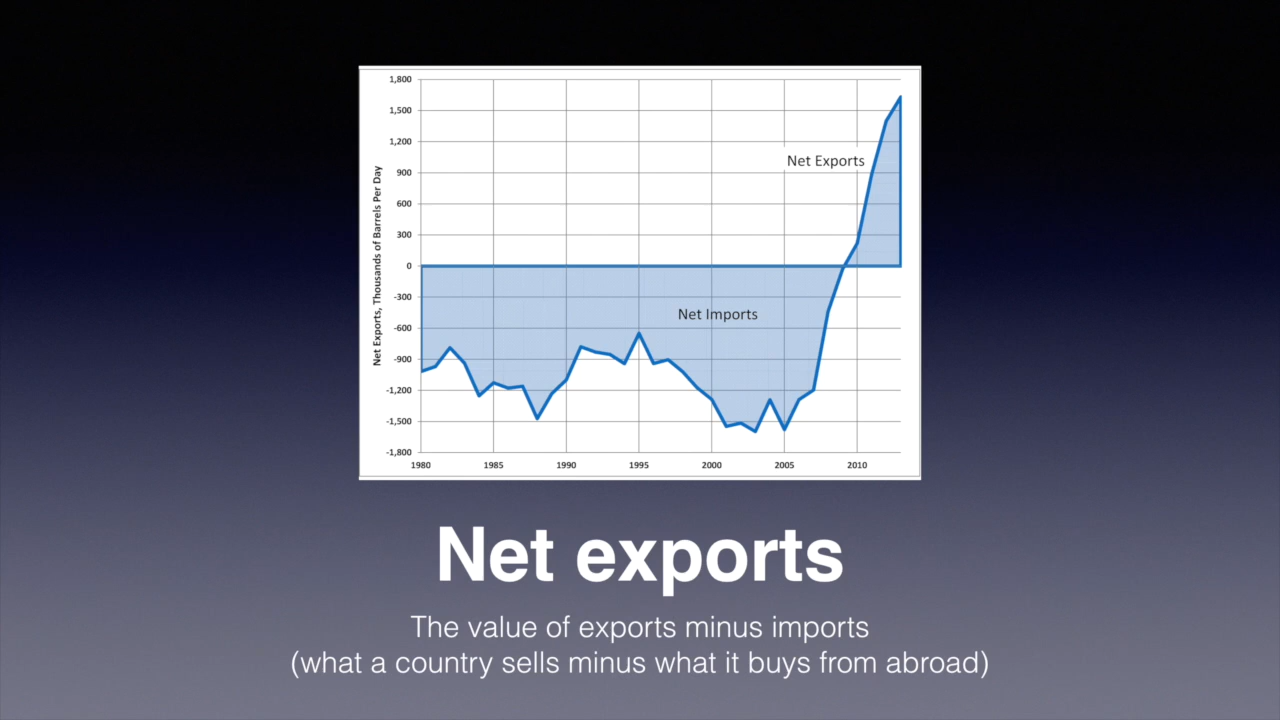 1,800
1,500
1,200
900
600
300
0
-300
-600
-900
-1,200
-1,500
-1,800
Net Exports, Thousands of Barrels Per Day
Net Exports
Net Imports
1980 1985 1990 1995 2000 2005 2010
Net exports
The value of exports minus imports
(what a country sells minus what it buys from abroad)